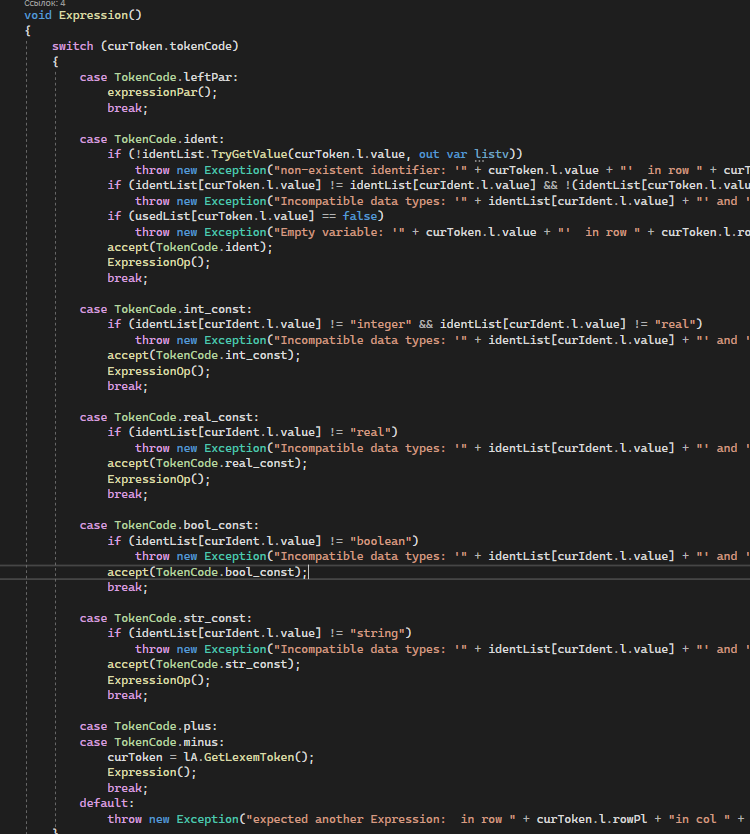 Ссылок: 4
void Expression()
{
    switch (curToken.tokenCode)
    {
        case TokenCode.leftPar:
            expressionPar();
            break;

        case TokenCode.ident:
            if (!identList.TryGetValue(curToken.l.value, out var listv))
                throw new Exception("non-existent identifier: '" + curToken.l.value + "'  in row " + curT
            if (identList[curToken.l.value] != identList[curIdent.l.value] && !(identList[curToken.l.valu
                throw new Exception("Incompatible data types: '" + identList[curIdent.l.value] + "' and '
            if (usedList[curToken.l.value] == false)
                throw new Exception("Empty variable: '" + curToken.l.value + "'  in row " + curToken.l.ro
            accept(TokenCode.ident);
            ExpressionOp();
            break;

        case TokenCode.int_const:
            if (identList[curIdent.l.value] != "integer" && identList[curIdent.l.value] != "real")
                throw new Exception("Incompatible data types: '" + identList[curIdent.l.value] + "' and '
            accept(TokenCode.int_const);
            ExpressionOp();
            break;

        case TokenCode.real_const:
            if (identList[curIdent.l.value] != "real")
                throw new Exception("Incompatible data types: '" + identList[curIdent.l.value] + "' and '
            accept(TokenCode.real_const);
            ExpressionOp();
            break;

        case TokenCode.bool_const:
            if (identList[curIdent.l.value] != "boolean")
                throw new Exception("Incompatible data types: '" + identList[curIdent.l.value] + "' and '
            accept(TokenCode.bool_const);
            break;

        case TokenCode.str_const:
            if (identList[curIdent.l.value] != "string")
                throw new Exception("Incompatible data types: '" + identList[curIdent.l.value] + "' and '
            accept(TokenCode.str_const);
            ExpressionOp();
            break;

        case TokenCode.plus:
        case TokenCode.minus:
            curToken = lA.GetLexemToken();
            Expression();
            break;
        default:
            throw new Exception("expected another Expression:  in row " + curToken.l.rowPl + "in col " +
    }